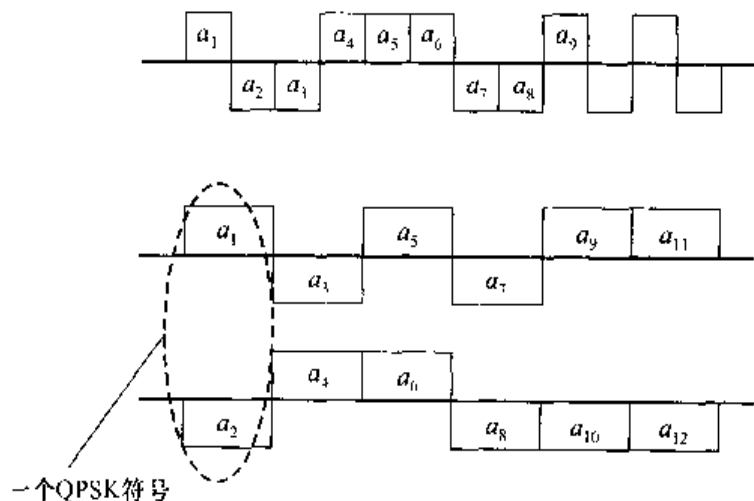 a₁ a₂ a₃ a₄ a₅ a₆ a₇ a₈ a₉
a₁ a₃ a₅ a₇ a₉ a₁₁
a₂ a₄ a₆ a₈ a₁₀ a₁₂
一个QPSK符号